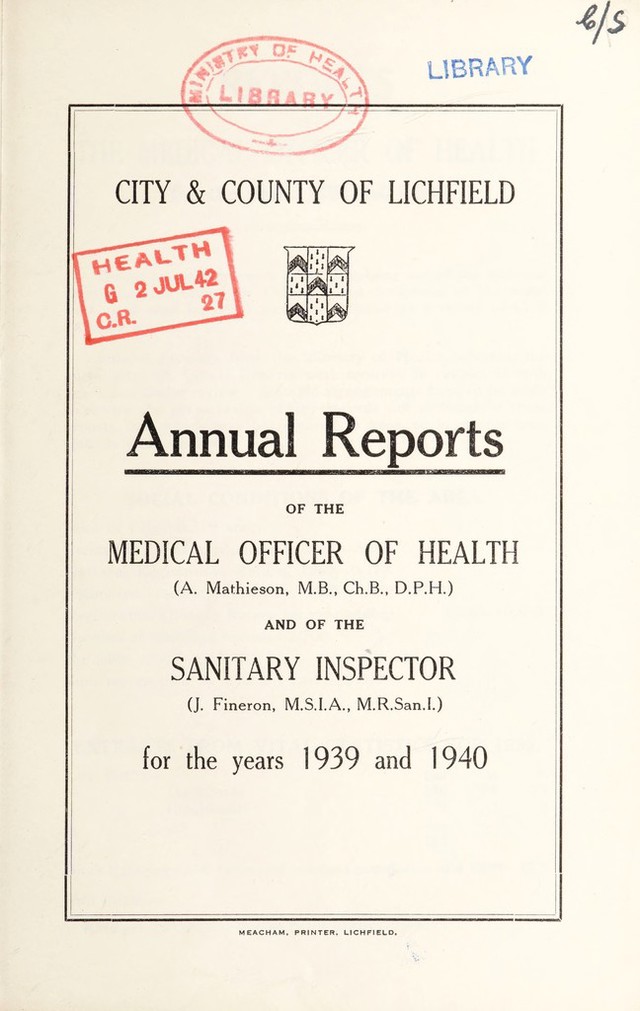 C/S
MINISTRY OF HEALTH
LIBRARY
LIBRARY
CITY & COUNTY OF LICHFIELD
HEALTH
G 2 JUL 42
C.R. 27
Annual Reports
OF THE
MEDICAL OFFICER OF HEALTH
(A. Mathieson, M.B., Ch.B., D.P.H.)
AND OF THE
SANITARY INSPECTOR
(J. Fineron, M.S.I.A., M.R.San.I.)
for the years 1939 and 1940
MEACHAM, PRINTER, LICHFIELD.